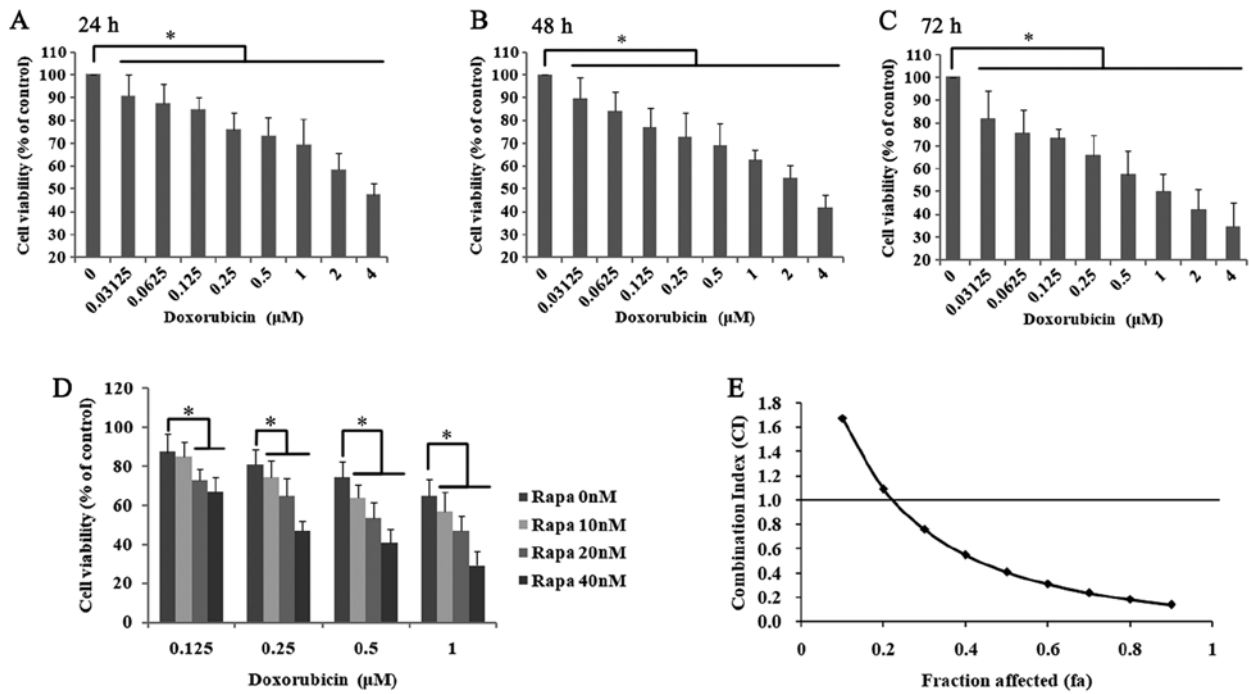 A 24 h
*
Cell viability (% of control)
110
100
90
80
70
60
50
40
30
20
0 0.03125 0.0625 0.125 0.25 0.5 1 2 4
Doxorubicin (μM)
B 48 h
*
Cell viability (% of control)
110
100
90
80
70
60
50
40
30
20
0 0.03125 0.0625 0.125 0.25 0.5 1 2 4
Doxorubicin (μM)
C 72 h
*
Cell viability (% of control)
110
100
90
80
70
60
50
40
30
20
0 0.03125 0.0625 0.125 0.25 0.5 1 2 4
Doxorubicin (μM)
D
Cell viability (% of control)
120
100
80
60
40
20
0
* * * *
0.125 0.25 0.5 1
Doxorubicin (μM)
Rapa 0nM
Rapa 10nM
Rapa 20nM
Rapa 40nM
E
Combination Index (CI)
1.8
1.6
1.4
1.2
1.0
0.8
0.6
0.4
0.2
0.0
0 0.2 0.4 0.6 0.8 1
Fraction affected (fa)